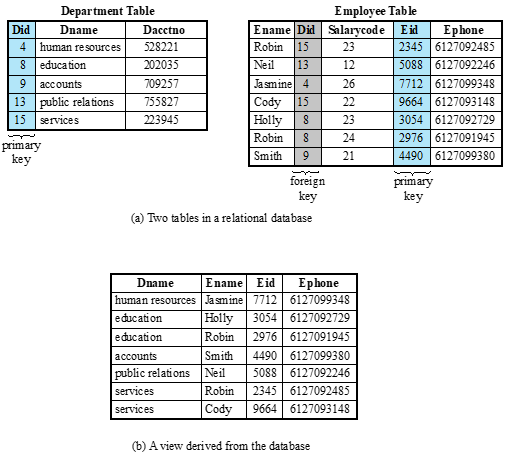 Department Table
Did Dname Dacctno
4 human resources 528221
8 education 202035
9 accounts 709257
13 public relations 755827
15 services 223945
primary
key
Employee Table
Ename Did Salarycode Eid Ephone
Robin 15 23 2345 6127092485
Neil 13 12 5088 6127092246
Jasmine 4 26 7712 6127099348
Cody 15 22 9664 6127093148
Holly 8 23 3054 6127092729
Robin 8 24 2976 6127091945
Smith 9 21 4490 6127099380
foreign
key
primary
key
(a) Two tables in a relational database
Dname Ename Eid Ephone
human resources Jasmine 7712 6127099348
education Holly 3054 6127092729
education Robin 2976 6127091945
accounts Smith 4490 6127099380
public relations Neil 5088 6127092246
services Robin 2345 6127092485
services Cody 9664 6127093148
(b) A view derived from the database